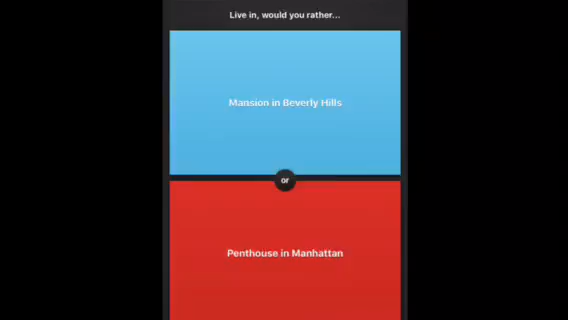 Live in, would you rather...
Mansion in Beverly Hills
or
Penthouse in Manhattan